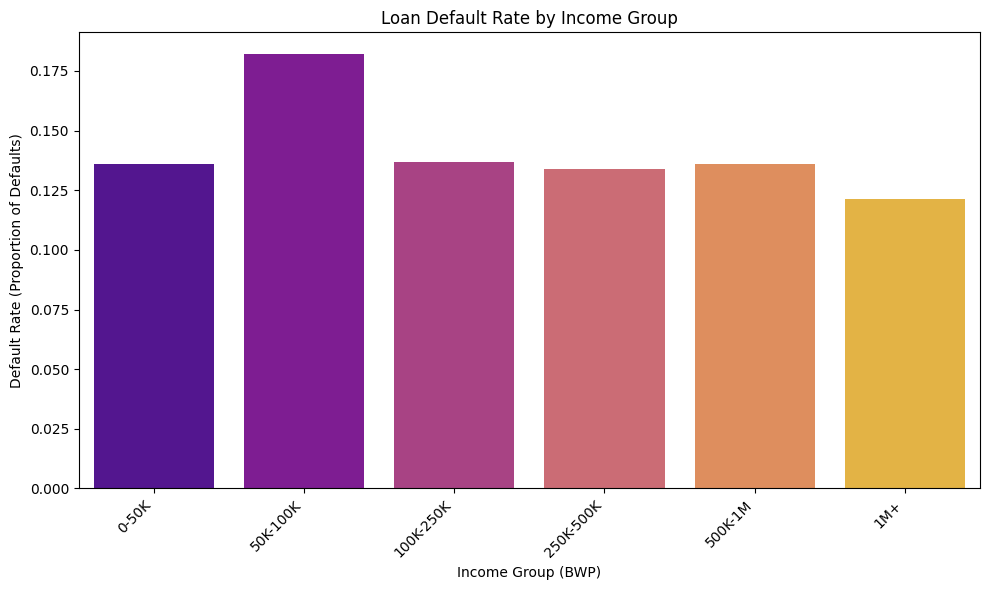 Loan Default Rate by Income Group
Default Rate (Proportion of Defaults)
0.175
0.150
0.125
0.100
0.075
0.050
0.025
0.000
0-50K
50K-100K
100K-250K
250K-500K
500K-1M
1M+
Income Group (BWP)